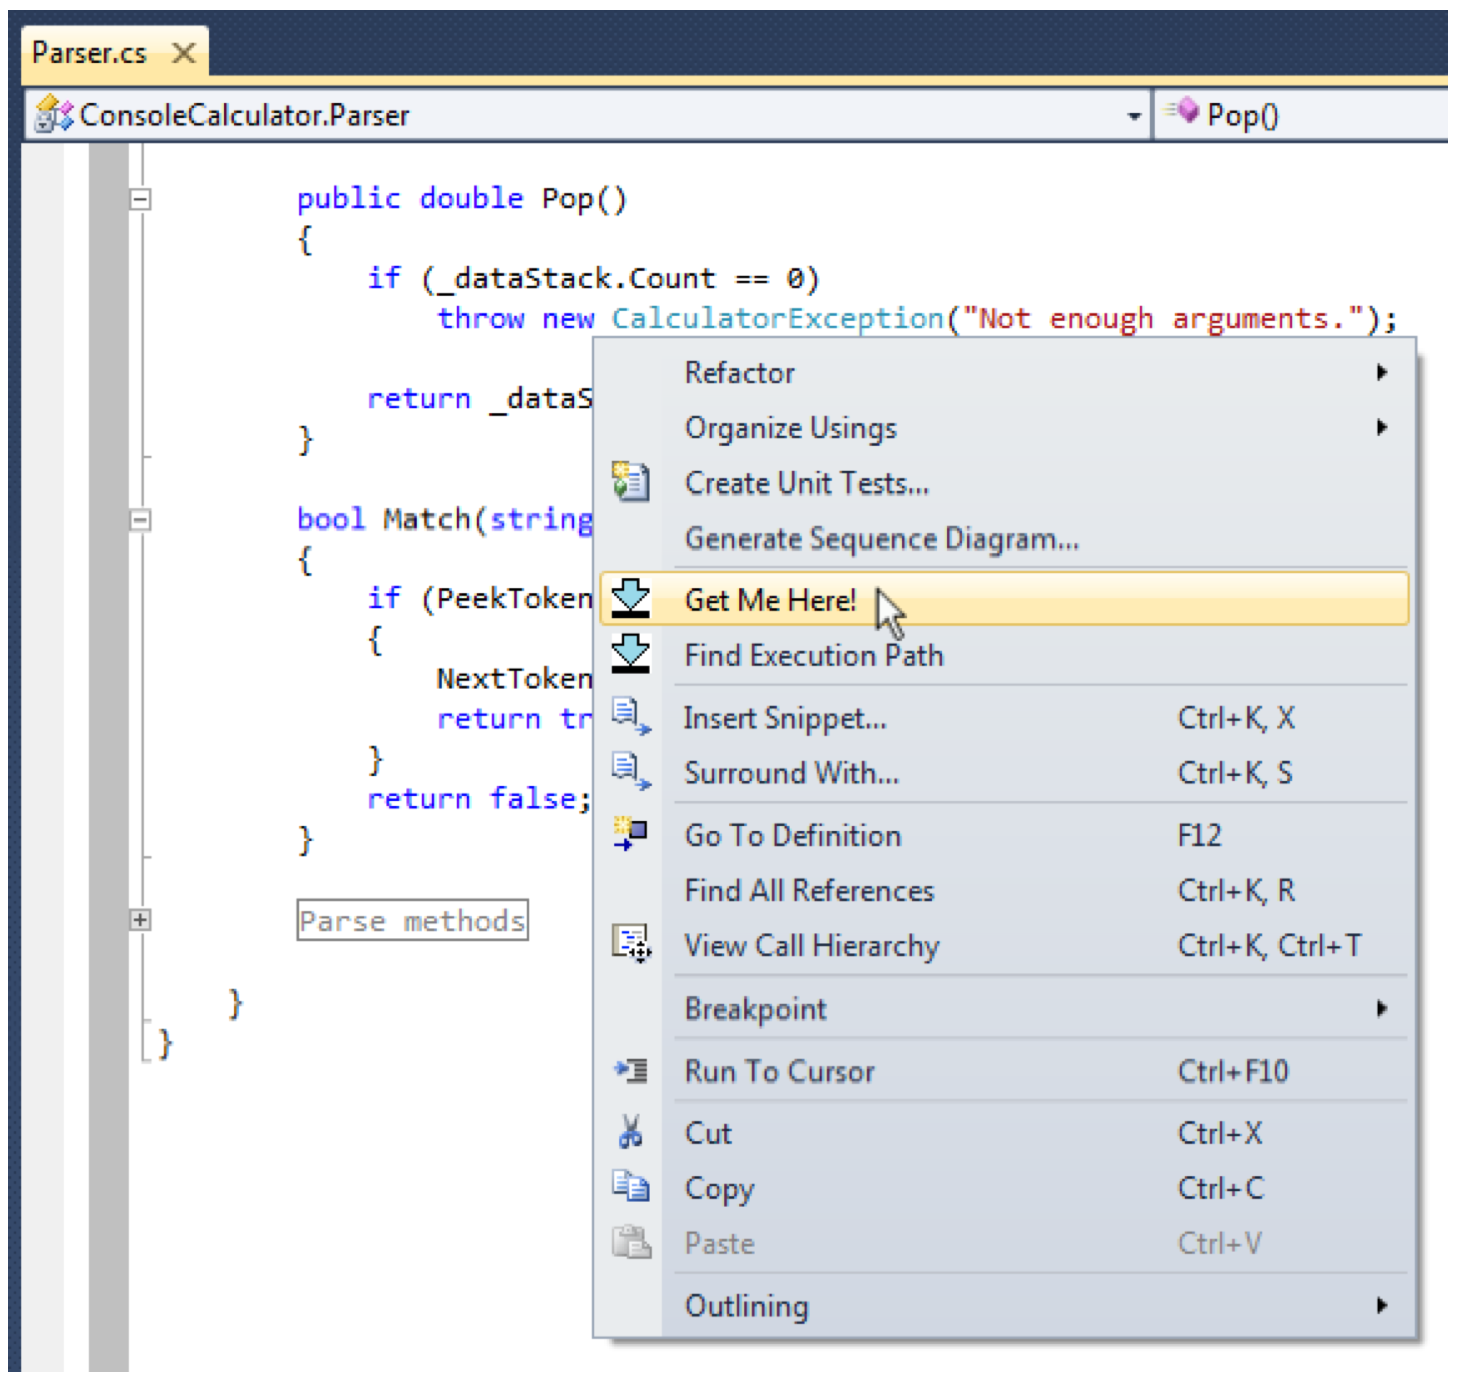 Parser.cs
ConsoleCalculator.Parser Pop()
public double Pop()
{
if (_dataStack.Count == 0)
throw new CalculatorException("Not enough arguments.");
return _dataS
}
bool Match(string
{
if (PeekToken
{
NextToken
return tr
}
return false;
}
Parse methods
}
}
Refactor
Organize Usings
Create Unit Tests...
Generate Sequence Diagram...
Get Me Here!
Find Execution Path
Insert Snippet... Ctrl+K, X
Surround With... Ctrl+K, S
Go To Definition F12
Find All References Ctrl+K, R
View Call Hierarchy Ctrl+K, Ctrl+T
Breakpoint
Run To Cursor Ctrl+F10
Cut Ctrl+X
Copy Ctrl+C
Paste Ctrl+V
Outlining